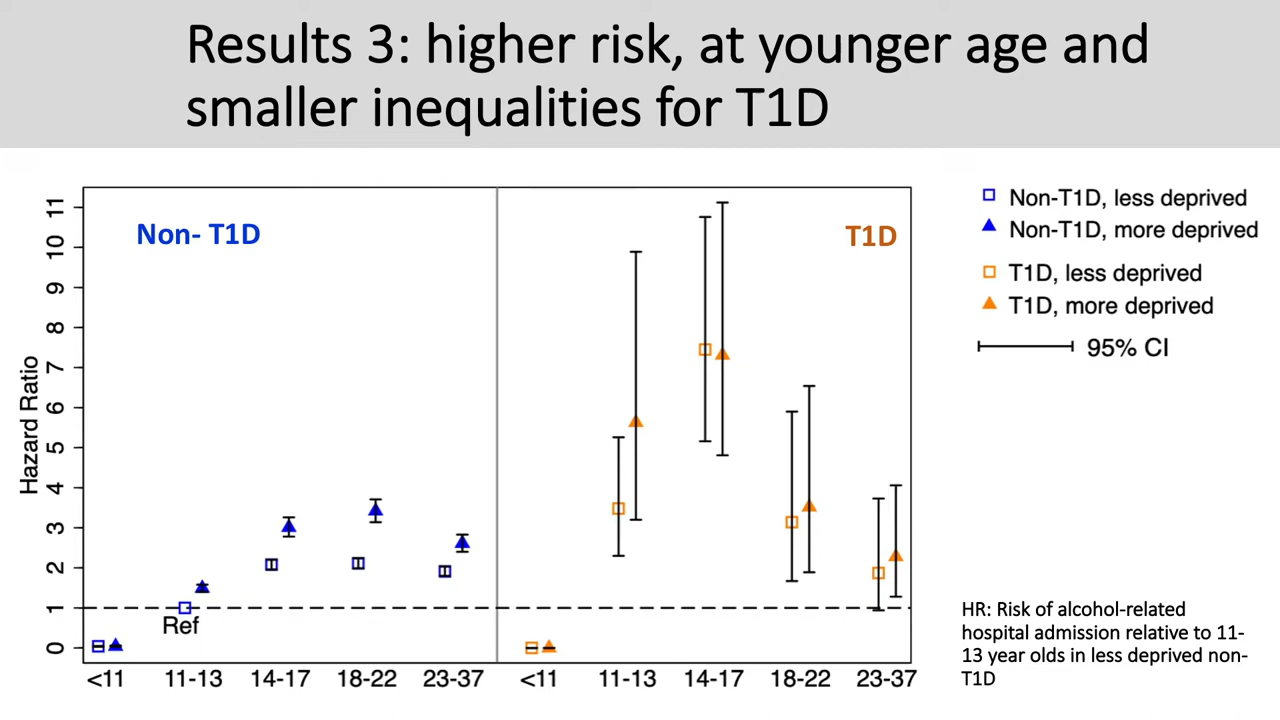 Results 3: higher risk, at younger age and
smaller inequalities for T1D
Non- T1D
T1D
Hazard Ratio
11
10
9
8
7
6
5
4
3
2
1
0
Ref
<11 11-13 14-17 18-22 23-37 <11 11-13 14-17 18-22 23-37
Non-T1D, less deprived
Non-T1D, more deprived
T1D, less deprived
T1D, more deprived
95% CI
HR: Risk of alcohol-related
hospital admission relative to 11-
13 year olds in less deprived non-
T1D